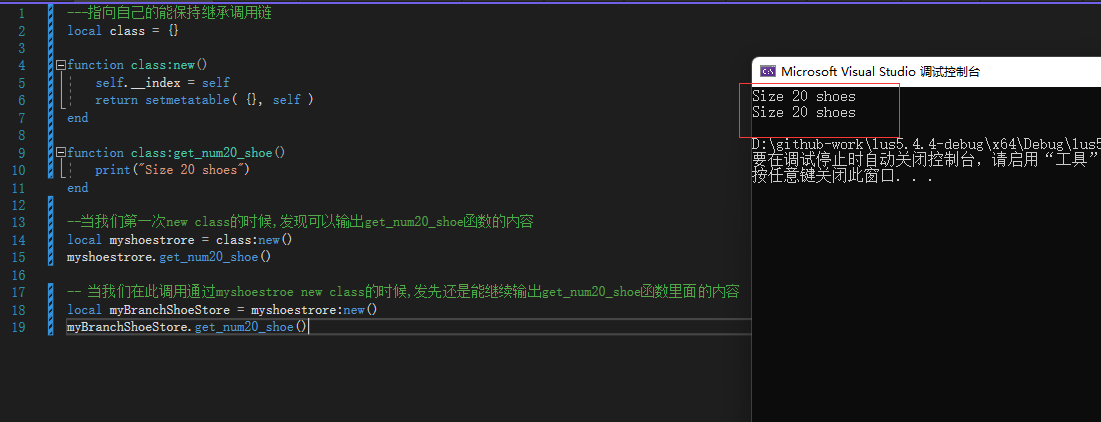 1 ---指向自己的能保持继承调用链
2 local class = {}
3
4 function class:new()
5 self.__index = self
6 return setmetatable( {}, self )
7 end
8
9 function class:get_num20_shoe()
10 print("Size 20 shoes")
11 end
12
13 --当我们第一次new class的时候,发现可以输出get_num20_shoe函数的内容
14 local myshoestrore = class:new()
15 myshoestrore.get_num20_shoe()
16
17 -- 当我们在此调用通过myshoestroe new class的时候,发先还是能继续输出get_num20_shoe函数里面的内容
18 local myBranchShoeStore = myshoestrore:new()
19 myBranchShoeStore.get_num20_shoe()
Microsoft Visual Studio 调试控制台
Size 20 shoes
Size 20 shoes
D:\github-work\lus5.4.4-debug\x64\Debug\lus5
要在调试停止时自动关闭控制台，请启用“工具”
按任意键关闭此窗口. . .